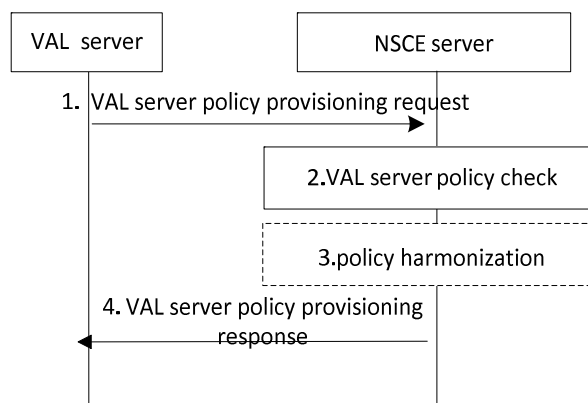 VAL server
NSCE server
1. VAL server policy provisioning request
2.VAL server policy check
3.policy harmonization
4. VAL server policy provisioning
response